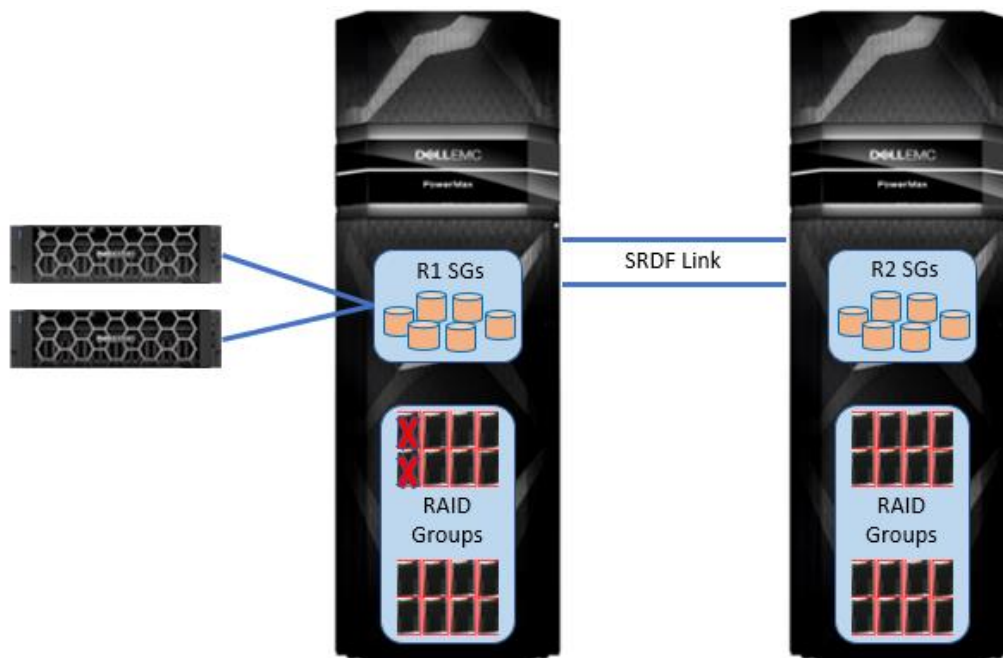 DELLEMC
PowerMax
DELLEMC
PowerMax
R1 SGs
SRDF Link
R2 SGs
X
X
RAID
Groups
RAID
Groups